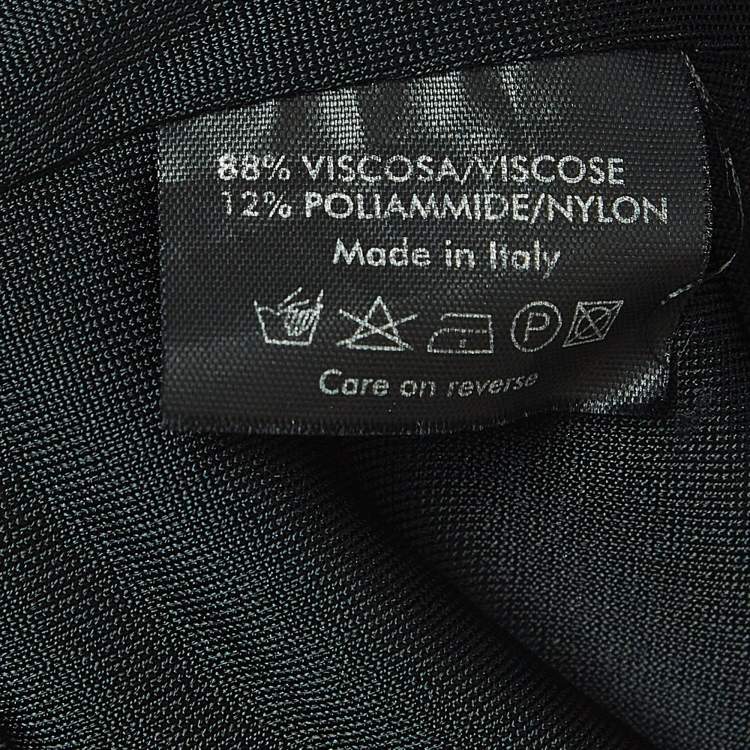 88% VISCOSA/VISCOSE
12% POLIAMMIDE/NYLON
Made in Italy
P
Care on reverse